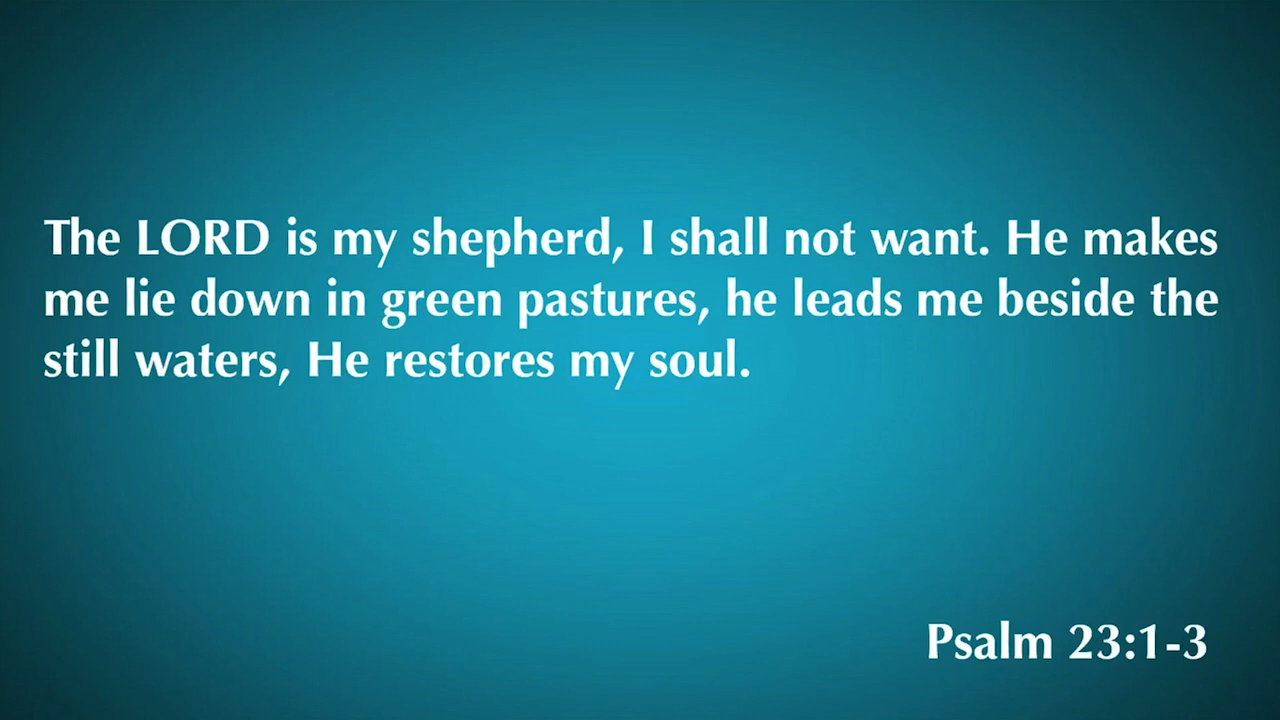 The LORD is my shepherd, I shall not want. He makes
me lie down in green pastures, he leads me beside the
still waters, He restores my soul.
Psalm 23:1-3